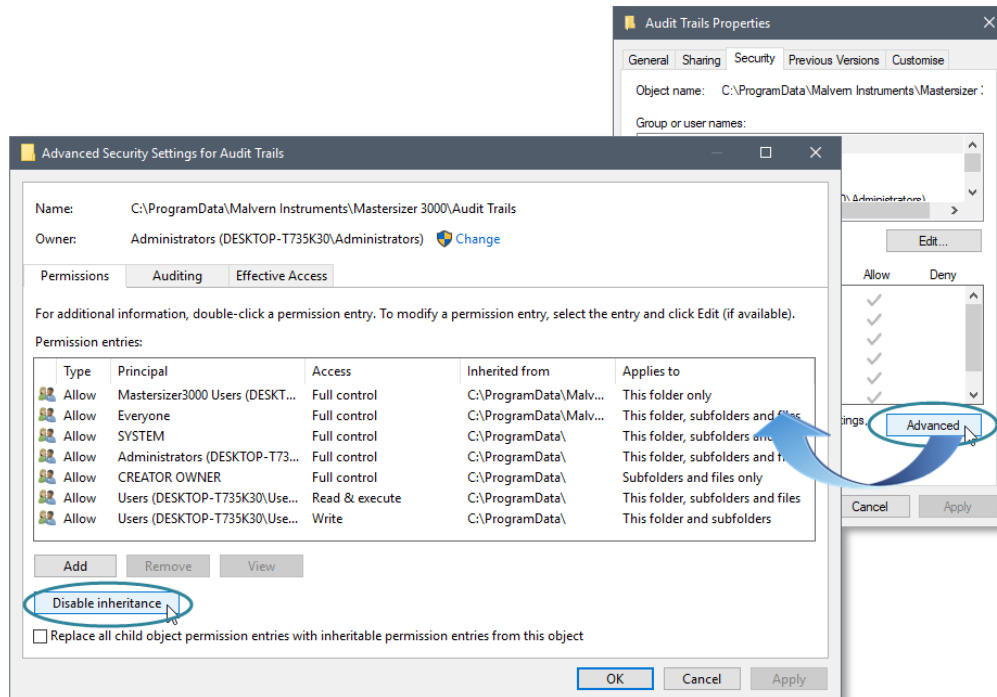 Audit Trails Properties
General Sharing Security Previous Versions Customise
Object name: C:\ProgramData\Malvern Instruments\Mastersizer
Group or user names:
Edit...
Allow Deny
Advanced
Cancel Apply
Advanced Security Settings for Audit Trails
Name: C:\ProgramData\Malvern Instruments\Mastersizer 3000\Audit Trails
Owner: Administrators (DESKTOP-T735K30\Administrators) Change
Permissions Auditing Effective Access
For additional information, double-click a permission entry. To modify a permission entry, select the entry and click Edit (if available).
Permission entries:
Type Principal Access Inherited from Applies to
Allow Mastersizer3000 Users (DESKT... Full control C:\ProgramData\Malv... This folder only
Allow Everyone Full control C:\ProgramData\Malv... This folder, subfolders and files
Allow SYSTEM Full control C:\ProgramData\ This folder, subfolders
Allow Administrators (DESKTOP-T73... Full control C:\ProgramData\ This folder, subfolders and
Allow CREATOR OWNER Full control C:\ProgramData\ Subfolders and files only
Allow Users (DESKTOP-T735K30\Use... Read & execute C:\ProgramData\ This folder, subfolders and files
Allow Users (DESKTOP-T735K30\Use... Write C:\ProgramData\ This folder and subfolders
Add Remove View
Disable inheritance
Replace all child object permission entries with inheritable permission entries from this object
OK Cancel Apply